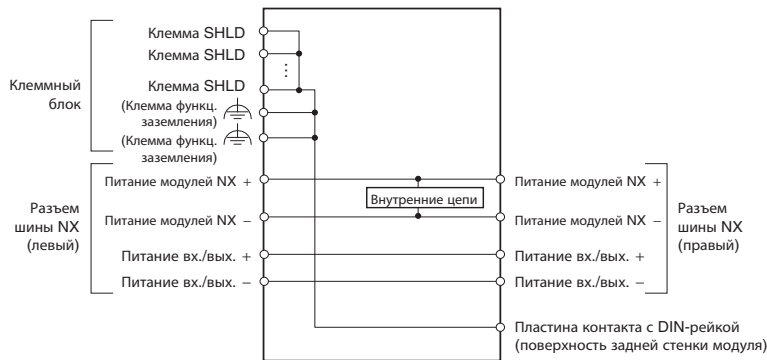 Клеммный
блок
Клемма SHLD
Клемма SHLD
⋮
Клемма SHLD
(Клемма функц.
заземления)
(Клемма функц.
заземления)
Разъем
шины NX
(левый)
Питание модулей NX +
Питание модулей NX –
Питание вх./вых. +
Питание вх./вых. –
Внутренние цепи
Питание модулей NX +
Питание модулей NX –
Питание вх./вых. +
Питание вх./вых. –
Разъем
шины NX
(правый)
Пластина контакта с DIN-рейкой
(поверхность задней стенки модуля)